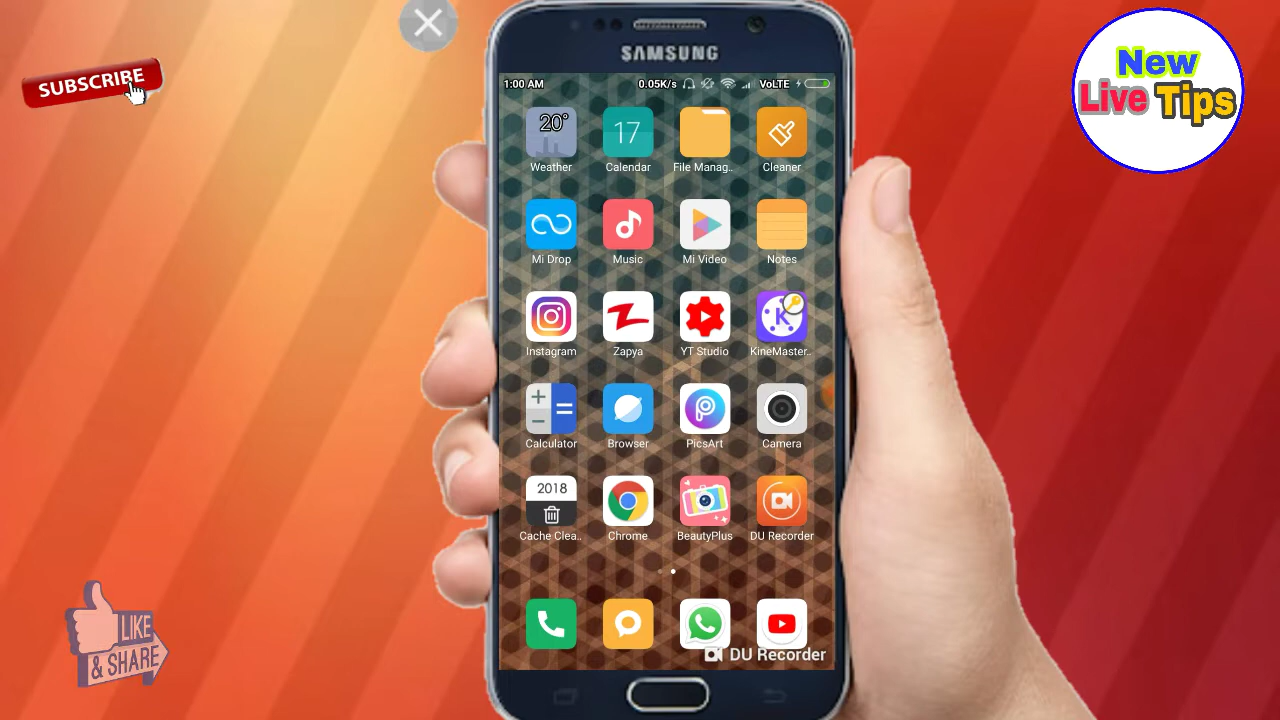 SUBSCRIBE
New
Live Tips
SAMSUNG
1:00 AM 0.05K/s VoLTE
20° 17
Weather Calendar File Manag.. Cleaner
Mi Drop Music Mi Video Notes
K
Instagram Zapya YT Studio KineMaster..
Calculator Browser PicsArt Camera
2018
Cache Clea.. Chrome BeautyPlus DU Recorder
DU Recorder
LIKE
& SHARE